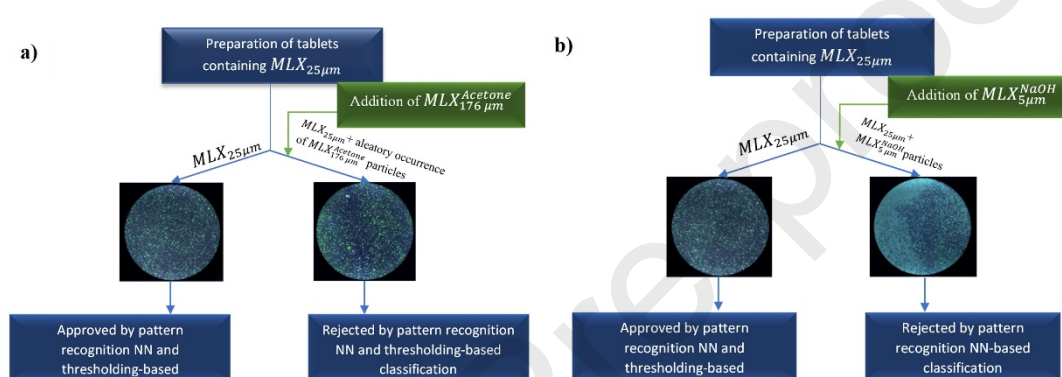 a)
Preparation of tablets
containing MLX₂₅μm
Addition of MLX^Acetone_176 μm
MLX₂₅μm
MLX₂₅μm+ aleatory occurrence
of MLX^Acetone_176 μm particles
Approved by pattern
recognition NN and
thresholding-based
Rejected by pattern recognition
NN and thresholding-based
classification
b)
Preparation of tablets
containing MLX₂₅μm
Addition of MLX^NaOH_5μm
MLX₂₅μm
MLX₂₅μm+
MLX^NaOH_5 μm particles
Approved by pattern
recognition NN and
thresholding-based
Rejected by pattern
recognition NN-based
classification